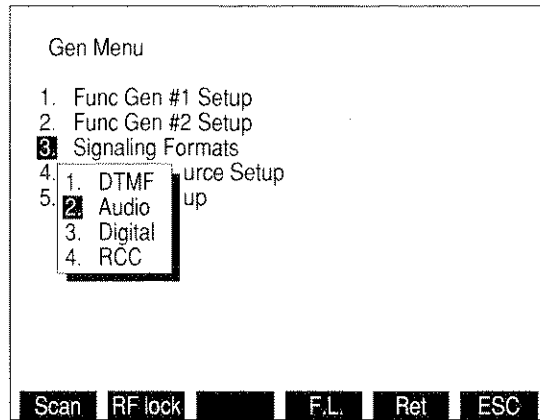 Gen Menu
1. Func Gen #1 Setup
2. Func Gen #2 Setup
3. Signaling Formats
4. urce Setup
5. up
1. DTMF
2. Audio
3. Digital
4. RCC
Scan RF lock F.L. Ret ESC